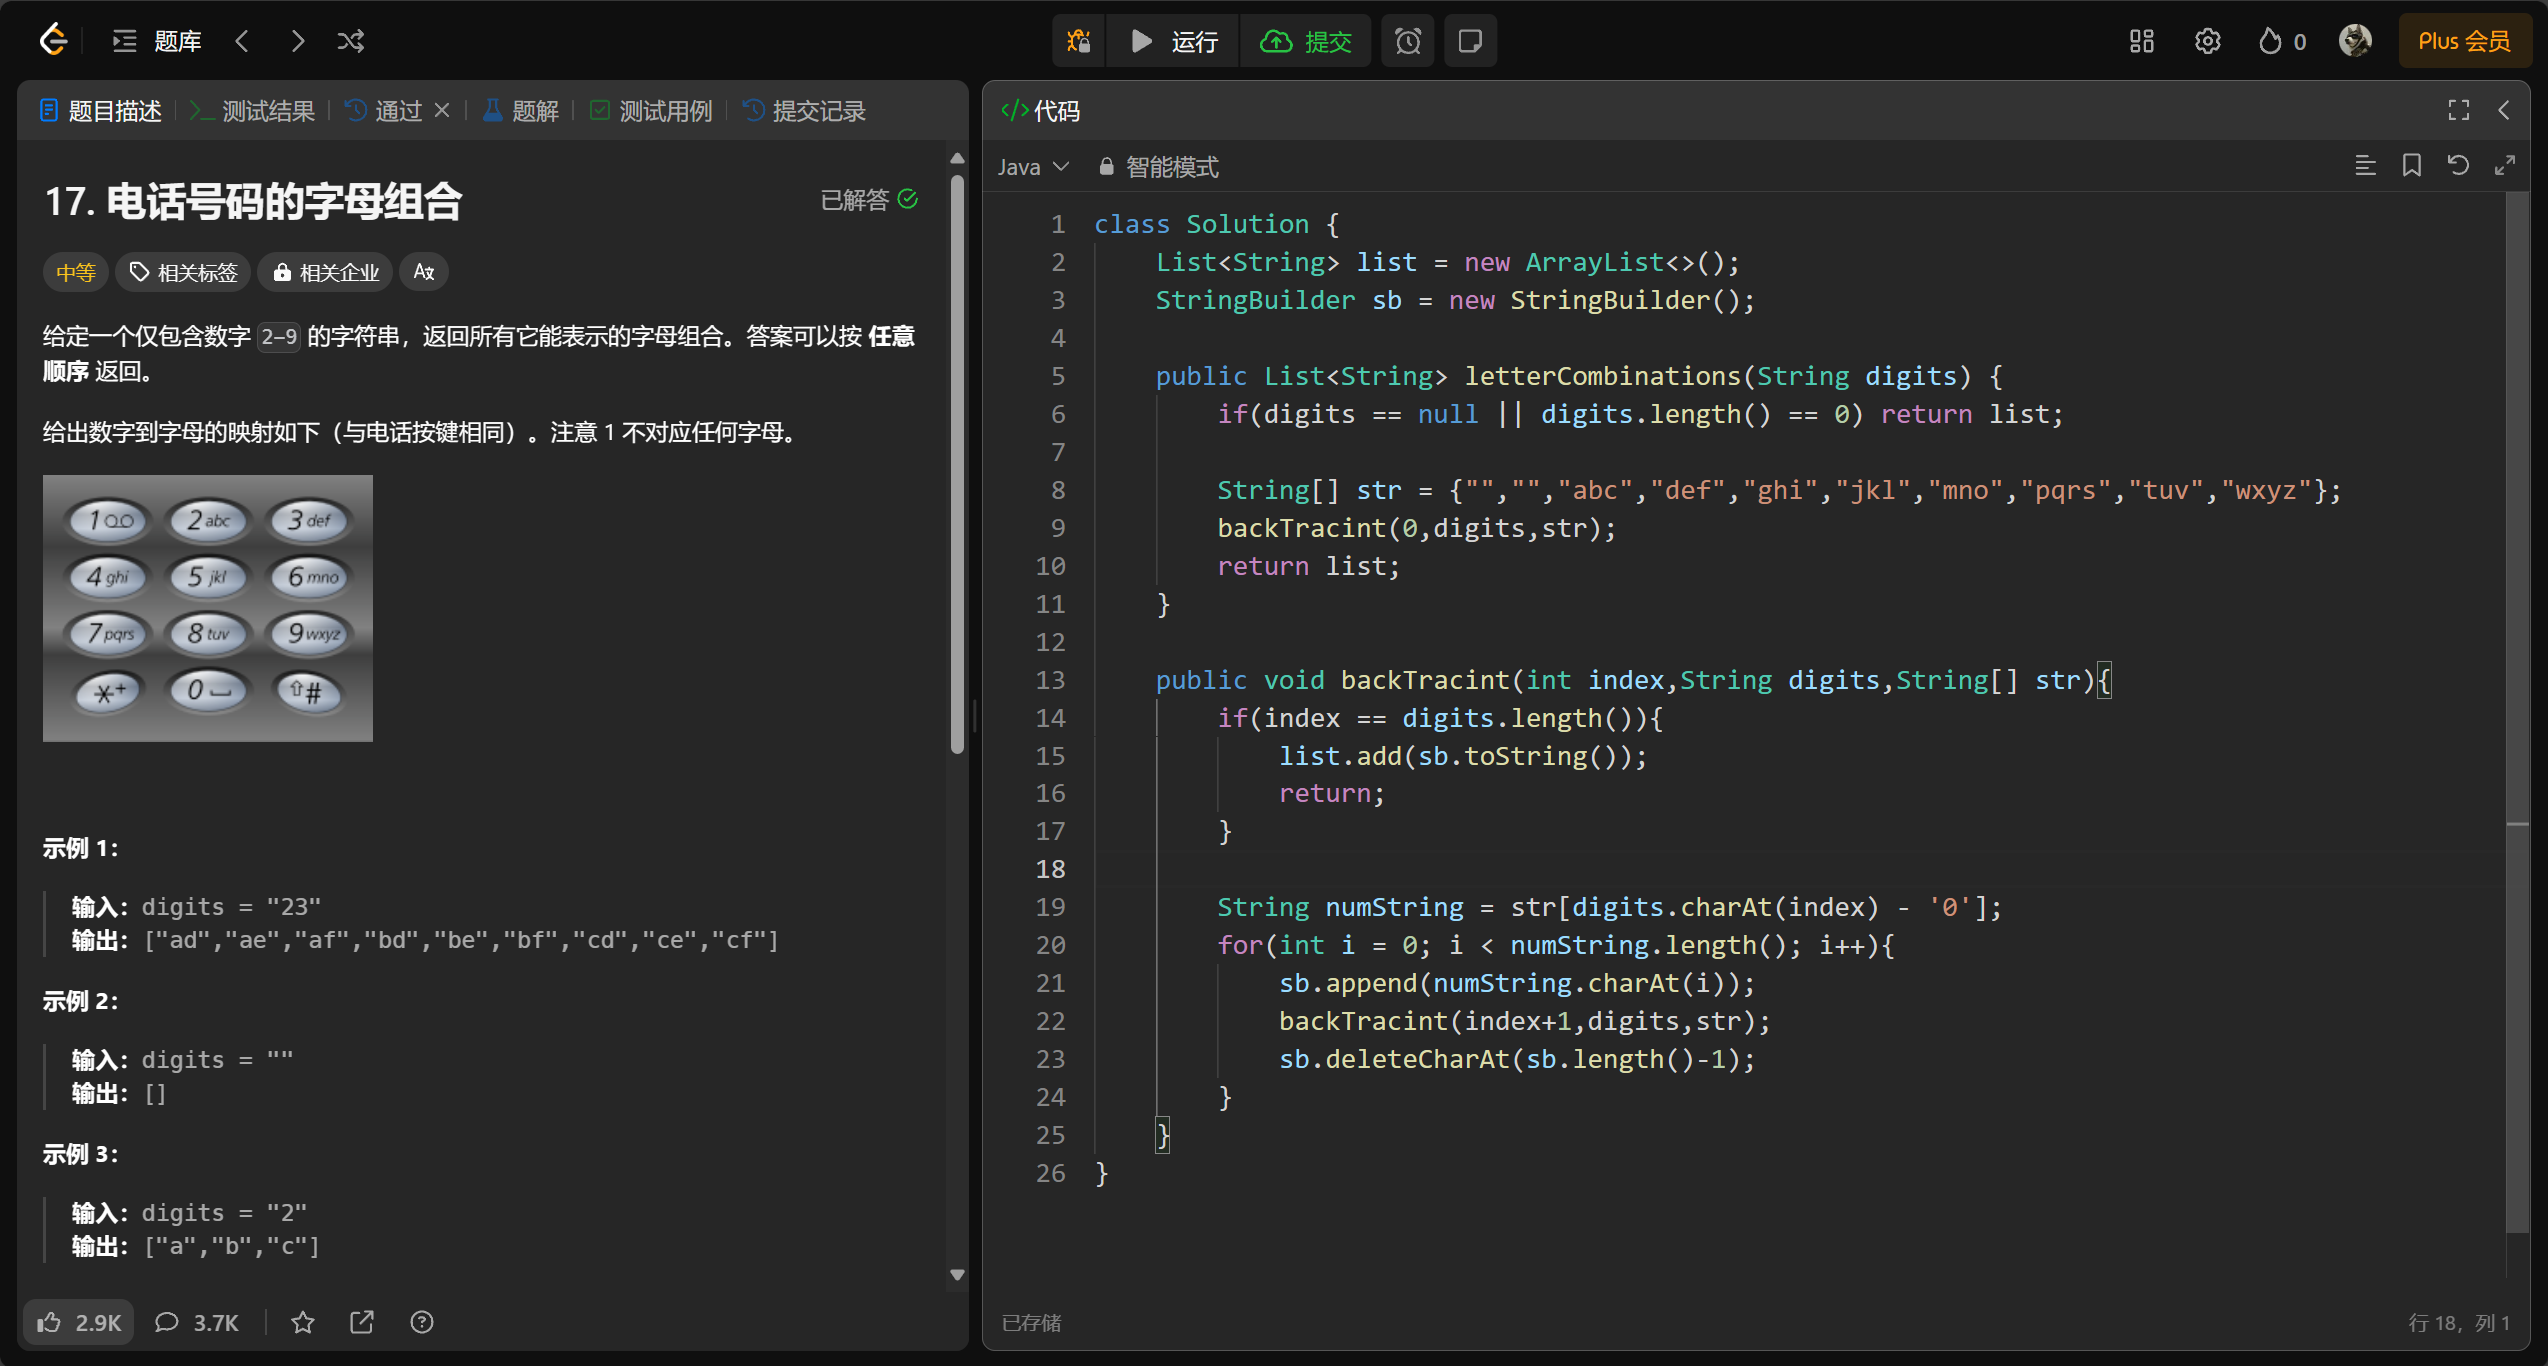 题库
运行
提交
0
Plus 会员
题目描述
测试结果
通过
题解
测试用例
提交记录
17. 电话号码的字母组合
已解答
中等
相关标签
相关企业
给定一个仅包含数字 2-9 的字符串，返回所有它能表示的字母组合。答案可以按 任意
顺序 返回。
给出数字到字母的映射如下（与电话按键相同）。注意 1 不对应任何字母。
1 2 abc 3 def
4 ghi 5 jkl 6 mno
7 pqrs 8 tuv 9 wxyz
*+ 0 #
示例 1：
输入：digits = "23"
输出：["ad","ae","af","bd","be","bf","cd","ce","cf"]
示例 2：
输入：digits = ""
输出：[]
示例 3：
输入：digits = "2"
输出：["a","b","c"]
2.9K
3.7K
</>代码
Java
智能模式
1 class Solution {
2     List<String> list = new ArrayList<>();
3     StringBuilder sb = new StringBuilder();
4
5     public List<String> letterCombinations(String digits) {
6         if(digits == null || digits.length() == 0) return list;
7
8         String[] str = {"","","abc","def","ghi","jkl","mno","pqrs","tuv","wxyz"};
9         backTracint(0,digits,str);
10         return list;
11     }
12
13     public void backTracint(int index,String digits,String[] str){
14         if(index == digits.length()){
15             list.add(sb.toString());
16             return;
17         }
18
19         String numString = str[digits.charAt(index) - '0'];
20         for(int i = 0; i < numString.length(); i++){
21             sb.append(numString.charAt(i));
22             backTracint(index+1,digits,str);
23             sb.deleteCharAt(sb.length()-1);
24         }
25     }
26 }
已存储
行 18，列 1